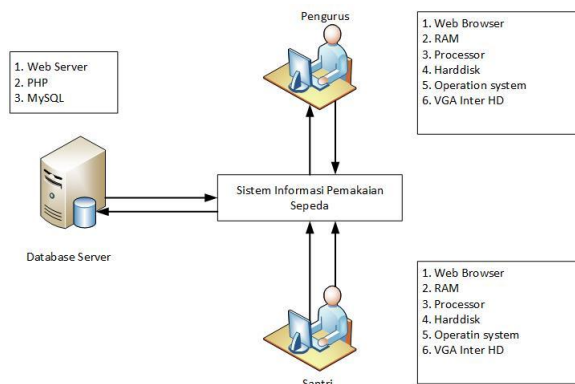 Pengurus
1. Web Browser
2. RAM
3. Processor
4. Harddisk
5. Operation system
6. VGA Inter HD
1. Web Server
2. PHP
3. MySQL
Sistem Informasi Pemakaian
Sepeda
Database Server
1. Web Browser
2. RAM
3. Processor
4. Harddisk
5. Operatin system
6. VGA Inter HD
Santri